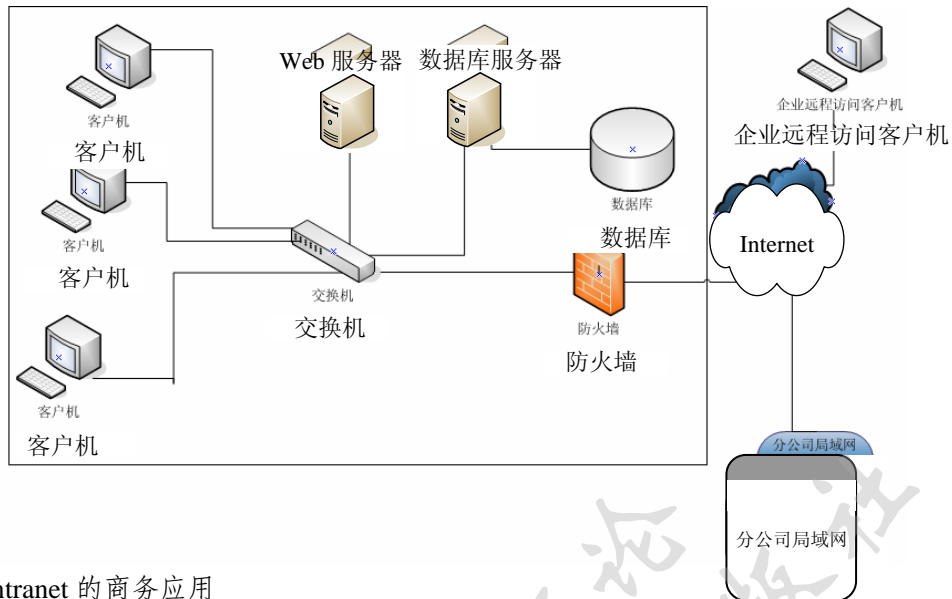 Web 服务器
数据库服务器
客户机
客户机
企业远程访问客户机
企业远程访问客户机
客户机
客户机
数据库
数据库
Internet
交换机
交换机
防火墙
防火墙
客户机
客户机
分公司局域网
分公司局域网
ntranet 的商务应用